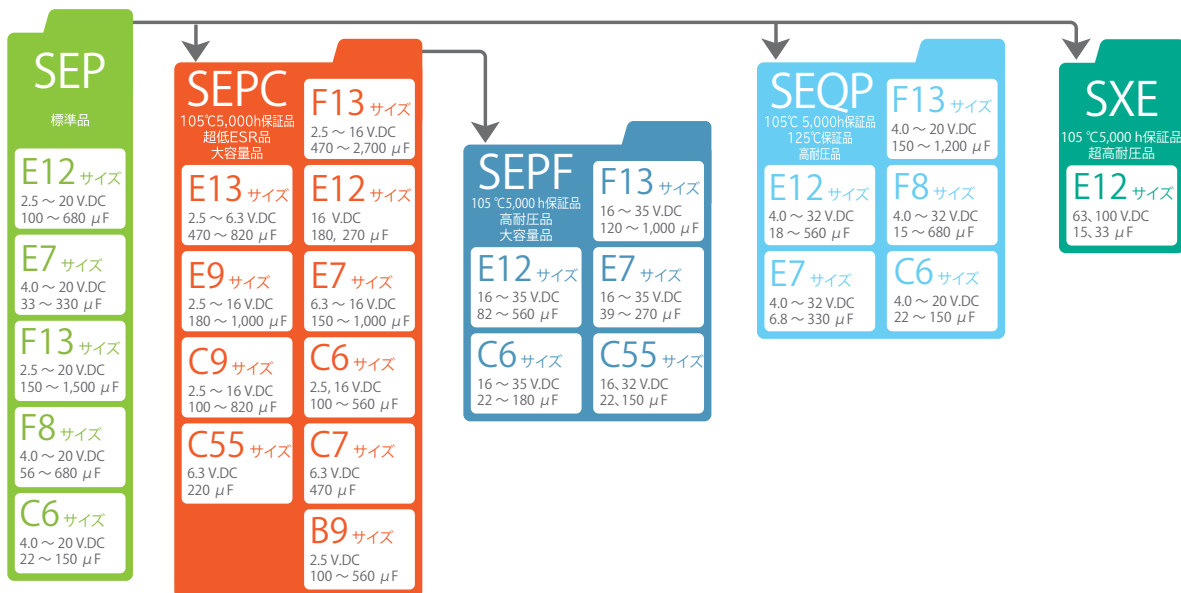 SEP
標準品
E12 サイズ
2.5 ～ 20 V.DC
100 ～ 680 μF
E7 サイズ
4.0 ～ 20 V.DC
33 ～ 330 μF
F13 サイズ
2.5 ～ 20 V.DC
150 ～ 1,500 μF
F8 サイズ
4.0 ～ 20 V.DC
56 ～ 680 μF
C6 サイズ
4.0 ～ 20 V.DC
22 ～ 150 μF
SEPC
105℃5,000h保証品
超低ESR品
大容量品
F13 サイズ
2.5 ～ 16 V.DC
470 ～ 2,700 μF
E13 サイズ
2.5 ～ 6.3 V.DC
470 ～ 820 μF
E12 サイズ
16 V.DC
180, 270 μF
E9 サイズ
2.5 ～ 16 V.DC
180 ～ 1,000 μF
E7 サイズ
6.3 ～ 16 V.DC
150 ～ 1,000 μF
C9 サイズ
2.5 ～ 16 V.DC
100 ～ 820 μF
C6 サイズ
2.5, 16 V.DC
100 ～ 560 μF
C55 サイズ
6.3 V.DC
220 μF
C7 サイズ
6.3 V.DC
470 μF
B9 サイズ
2.5 V.DC
100 ～ 560 μF
SEPF
105 ℃5,000 h保証品
高耐圧品
大容量品
F13 サイズ
16 ～ 35 V.DC
120 ～ 1,000 μF
E12 サイズ
16 ～ 35 V.DC
82 ～ 560 μF
E7 サイズ
16 ～ 35 V.DC
39 ～ 270 μF
C6 サイズ
16 ～ 35 V.DC
22 ～ 180 μF
C55 サイズ
16、32 V.DC
22、150 μF
SEQP
105℃ 5,000h保証品
125℃保証品
高耐圧品
F13 サイズ
4.0 ～ 20 V.DC
150 ～ 1,200 μF
E12 サイズ
4.0 ～ 32 V.DC
18 ～ 560 μF
F8 サイズ
4.0 ～ 32 V.DC
15 ～ 680 μF
E7 サイズ
4.0 ～ 32 V.DC
6.8 ～ 330 μF
C6 サイズ
4.0 ～ 20 V.DC
22 ～ 150 μF
SXE
105 ℃5,000 h保証品
超高耐圧品
E12 サイズ
63、100 V.DC
15、33 μF